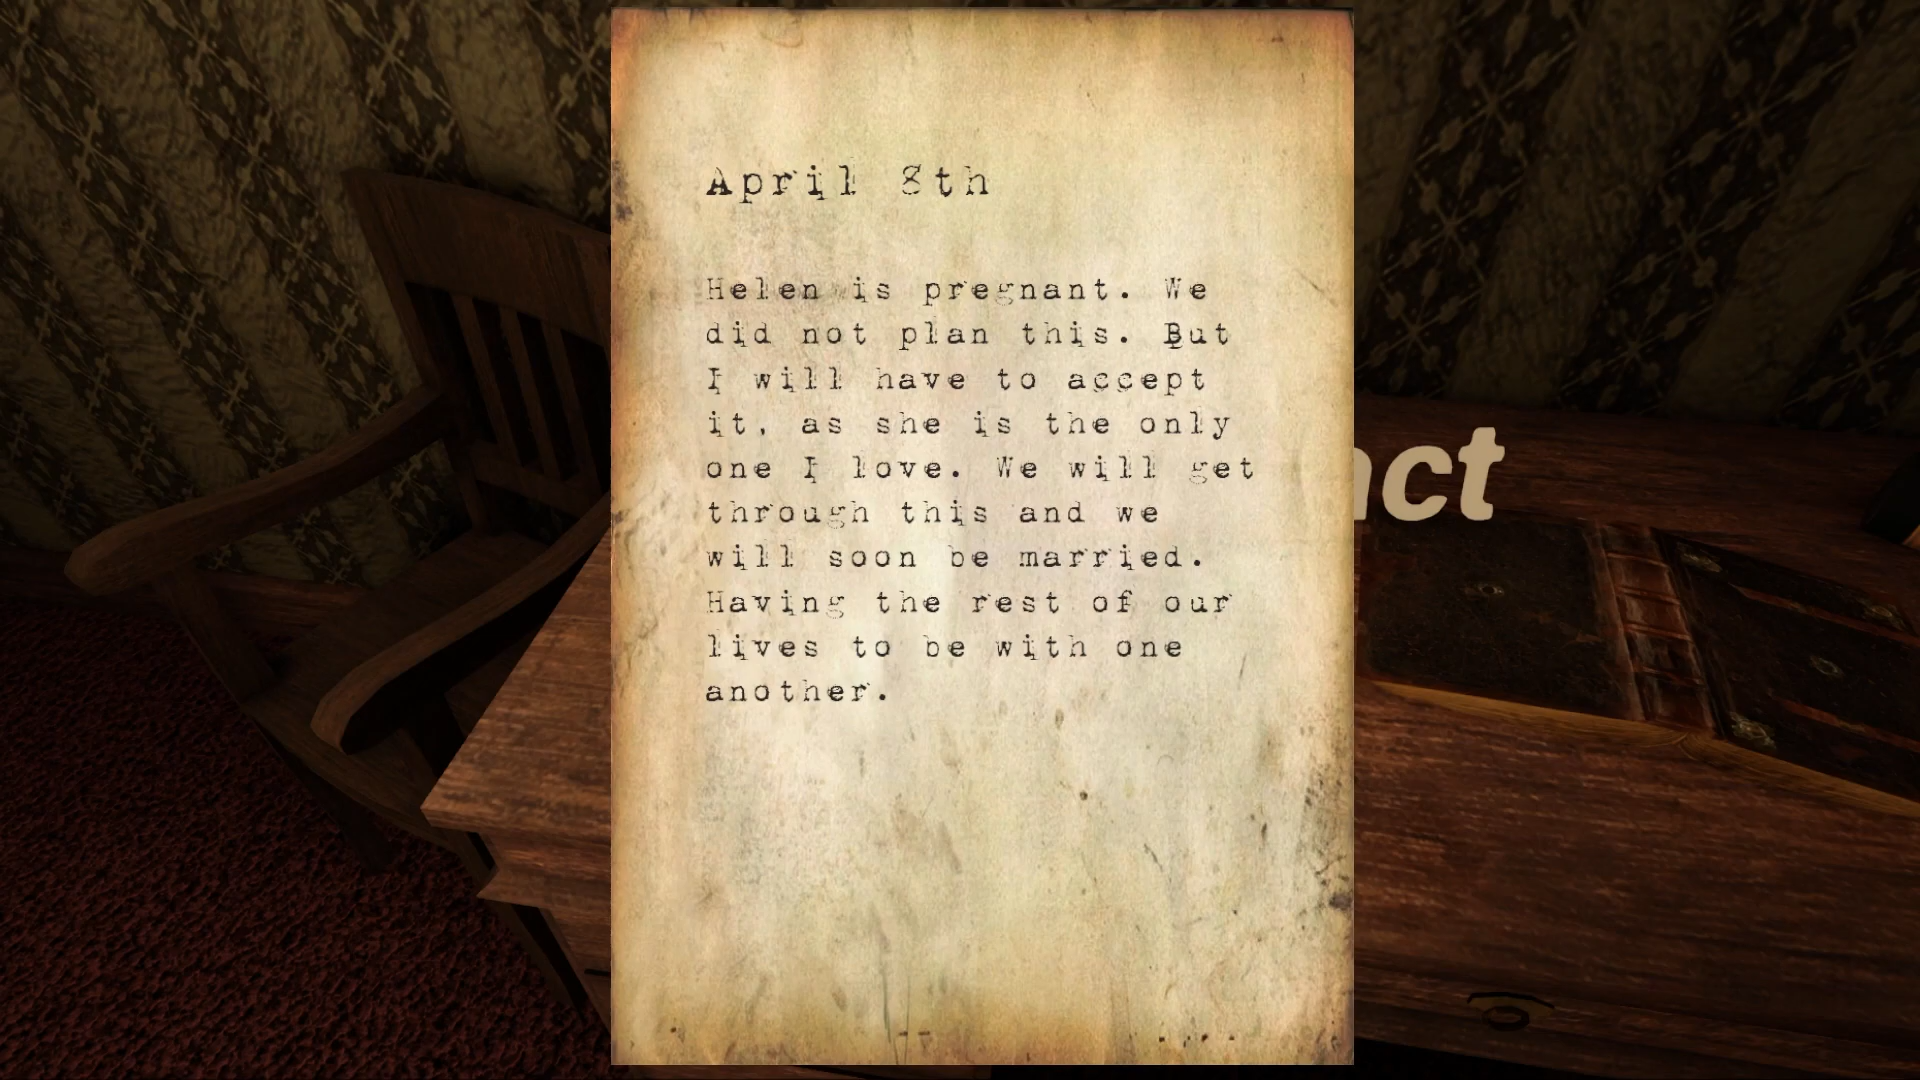 April 8th
Helen is pregnant. We
did not plan this. But
I will have to accept
it, as she is the only
one I love. We will get
through this and we
will soon be married.
Having the rest of our
lives to be with one
another.